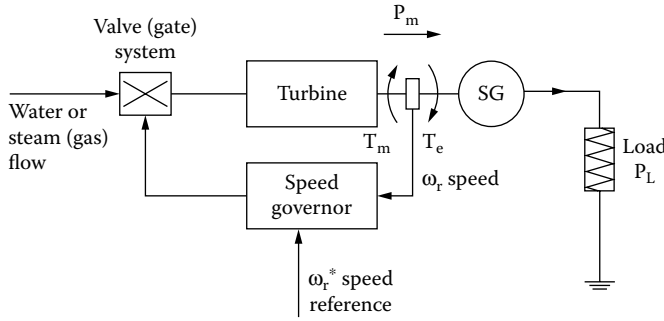 Valve (gate)
system
P_m
Water or
steam (gas)
flow
Turbine
T_m
T_e
SG
Load
P_L
Speed
governor
ω_r speed
ω_r* speed
reference